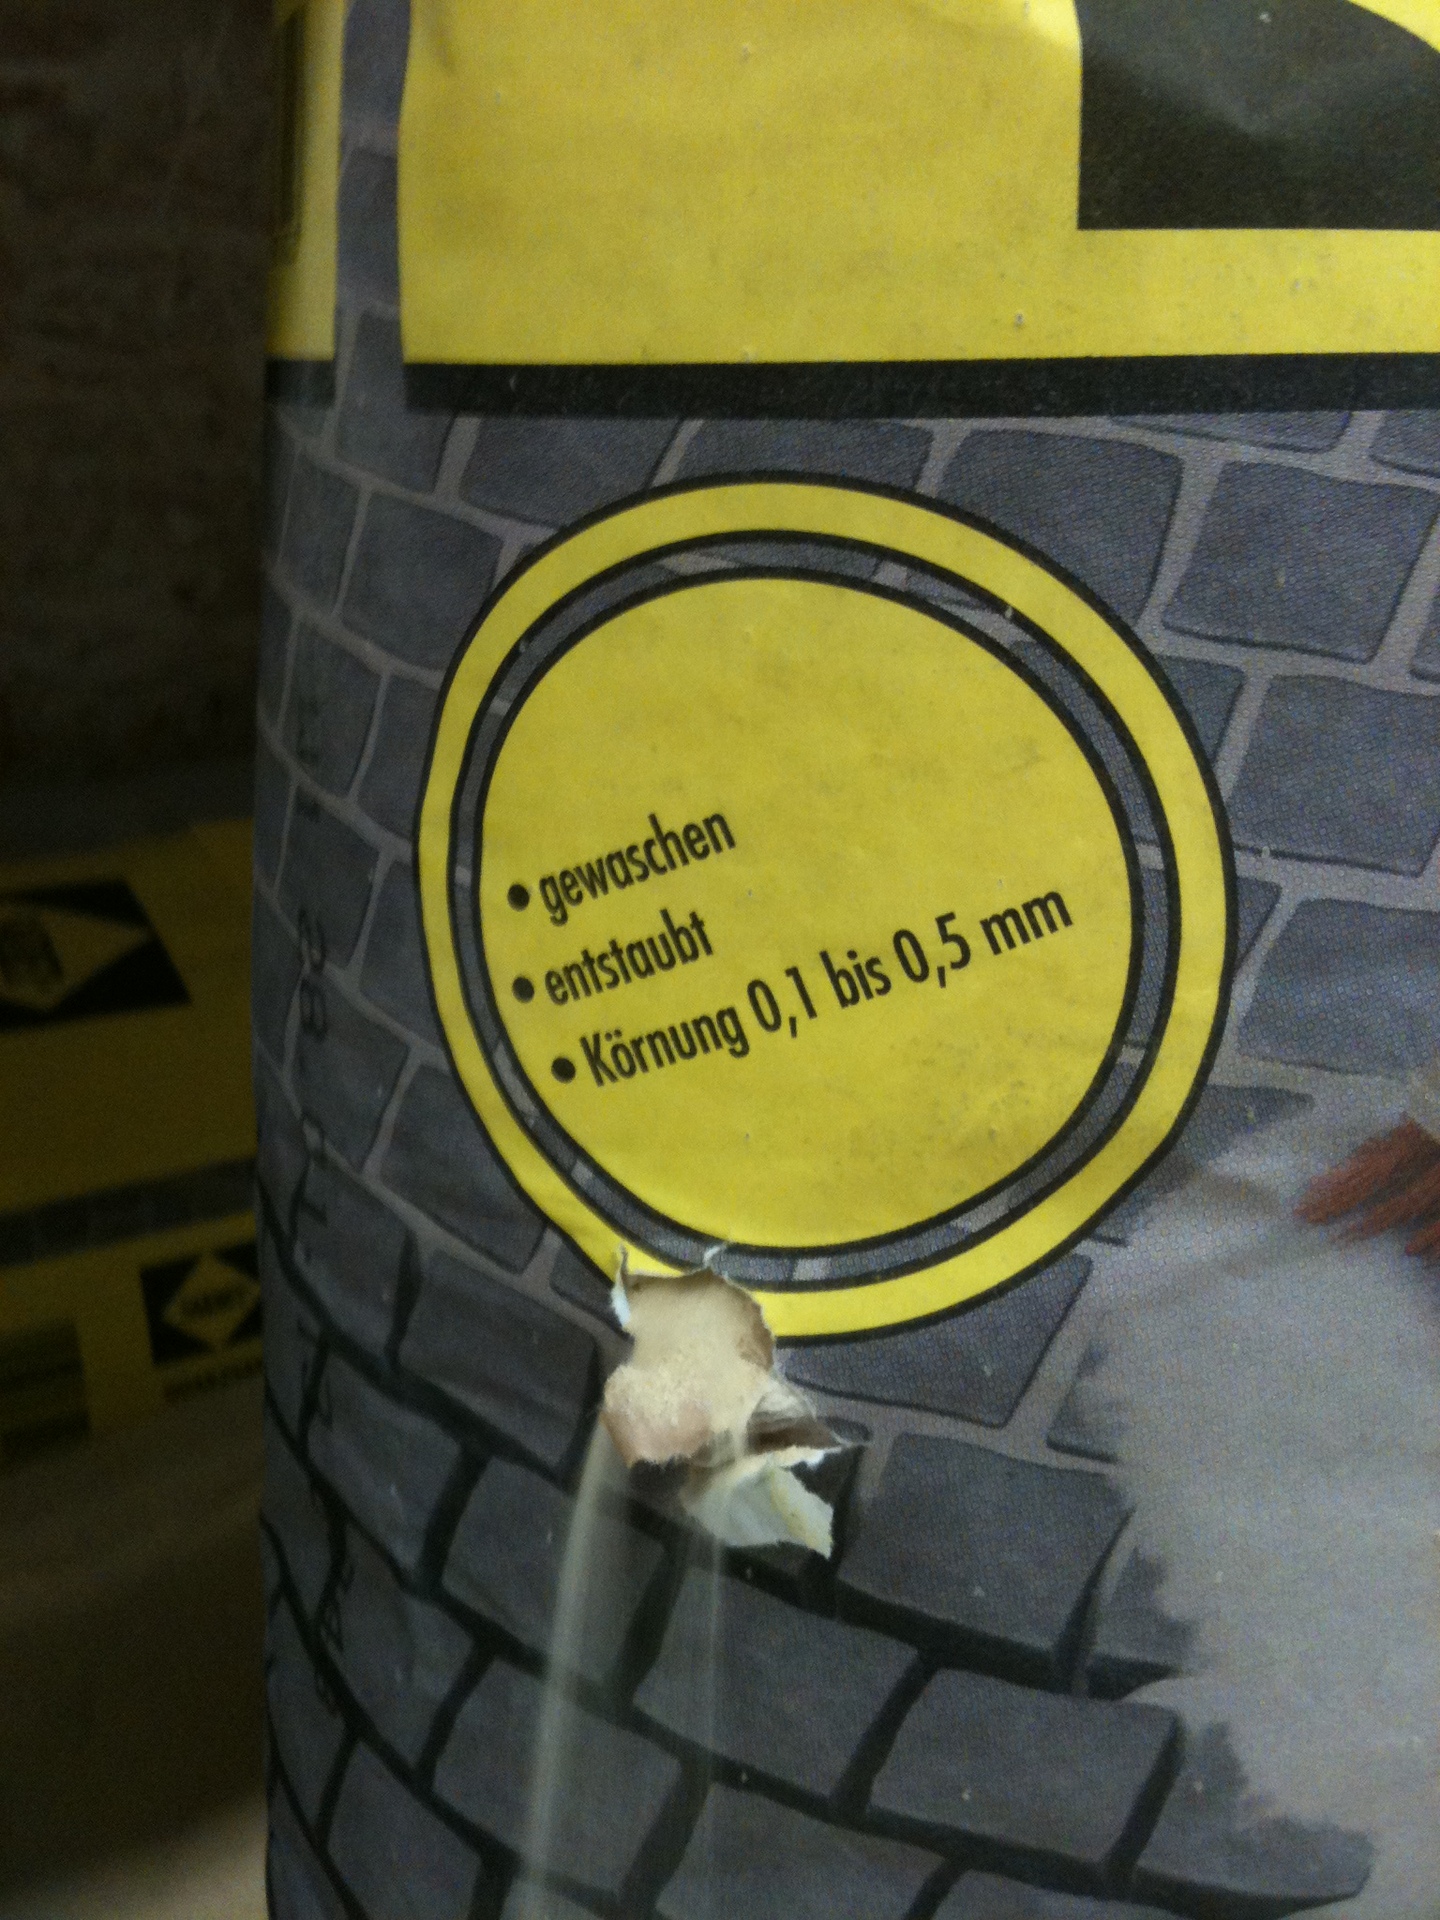 • gewaschen
• entstaubt
• Körnung 0,1 bis 0,5 mm